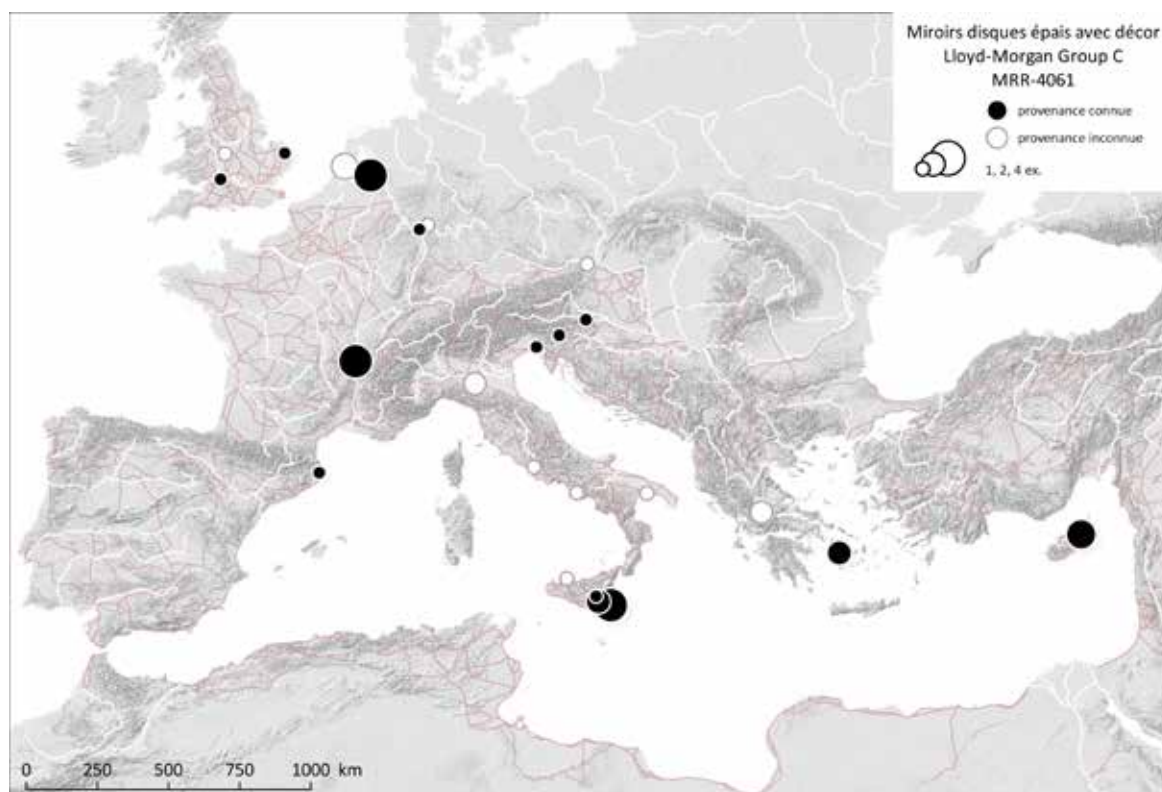 Miroirs disques épais avec décor
Lloyd-Morgan Group C
MRR-4061
provenance connue
provenance inconnue
1, 2, 4 ex.
0 250 500 750 1000 km